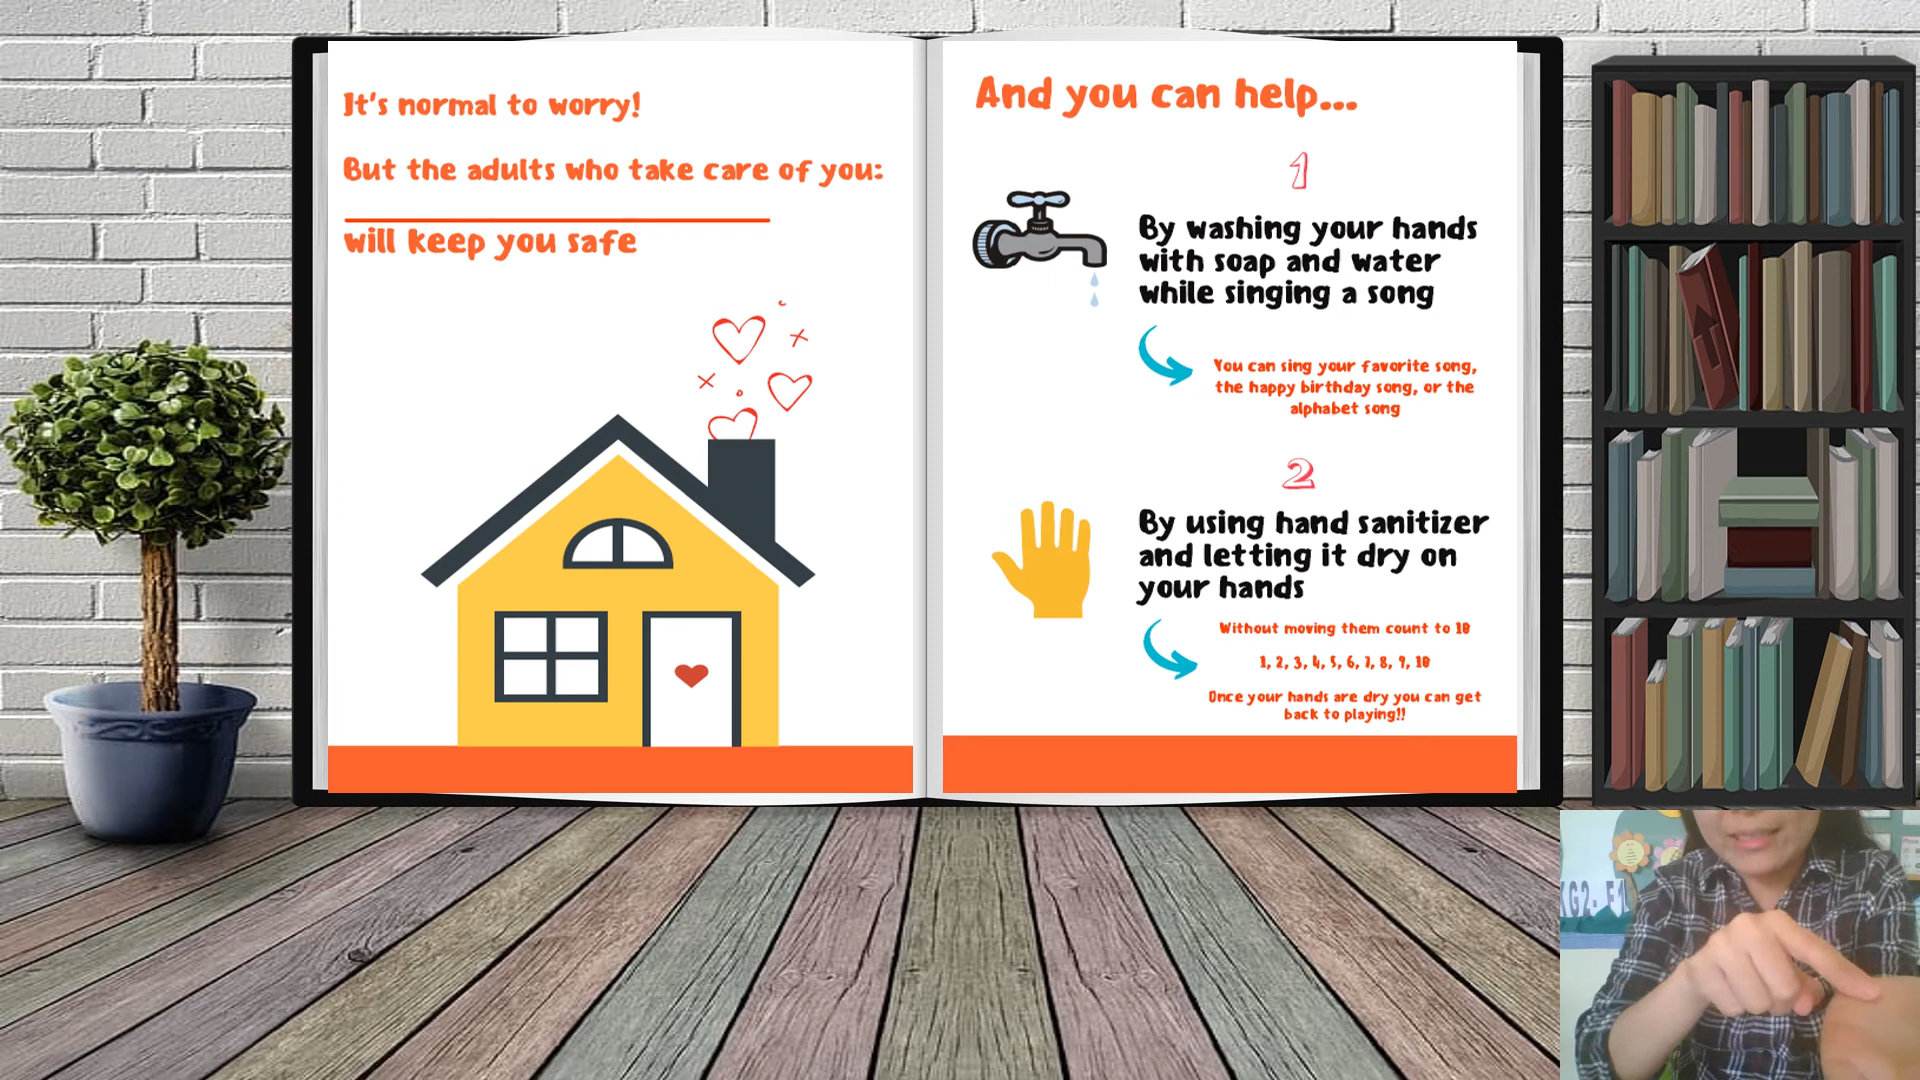 It's normal to worry!
But the adults who take care of you:
will keep you safe
And you can help...
1
By washing your hands
with soap and water
while singing a song
You can sing your favorite song,
the happy birthday song, or the
alphabet song
2
By using hand sanitizer
and letting it dry on
your hands
Without moving them count to 10
1, 2, 3, 4, 5, 6, 7, 8, 9, 10
Once your hands are dry you can get
back to playing!!
KG2- F1